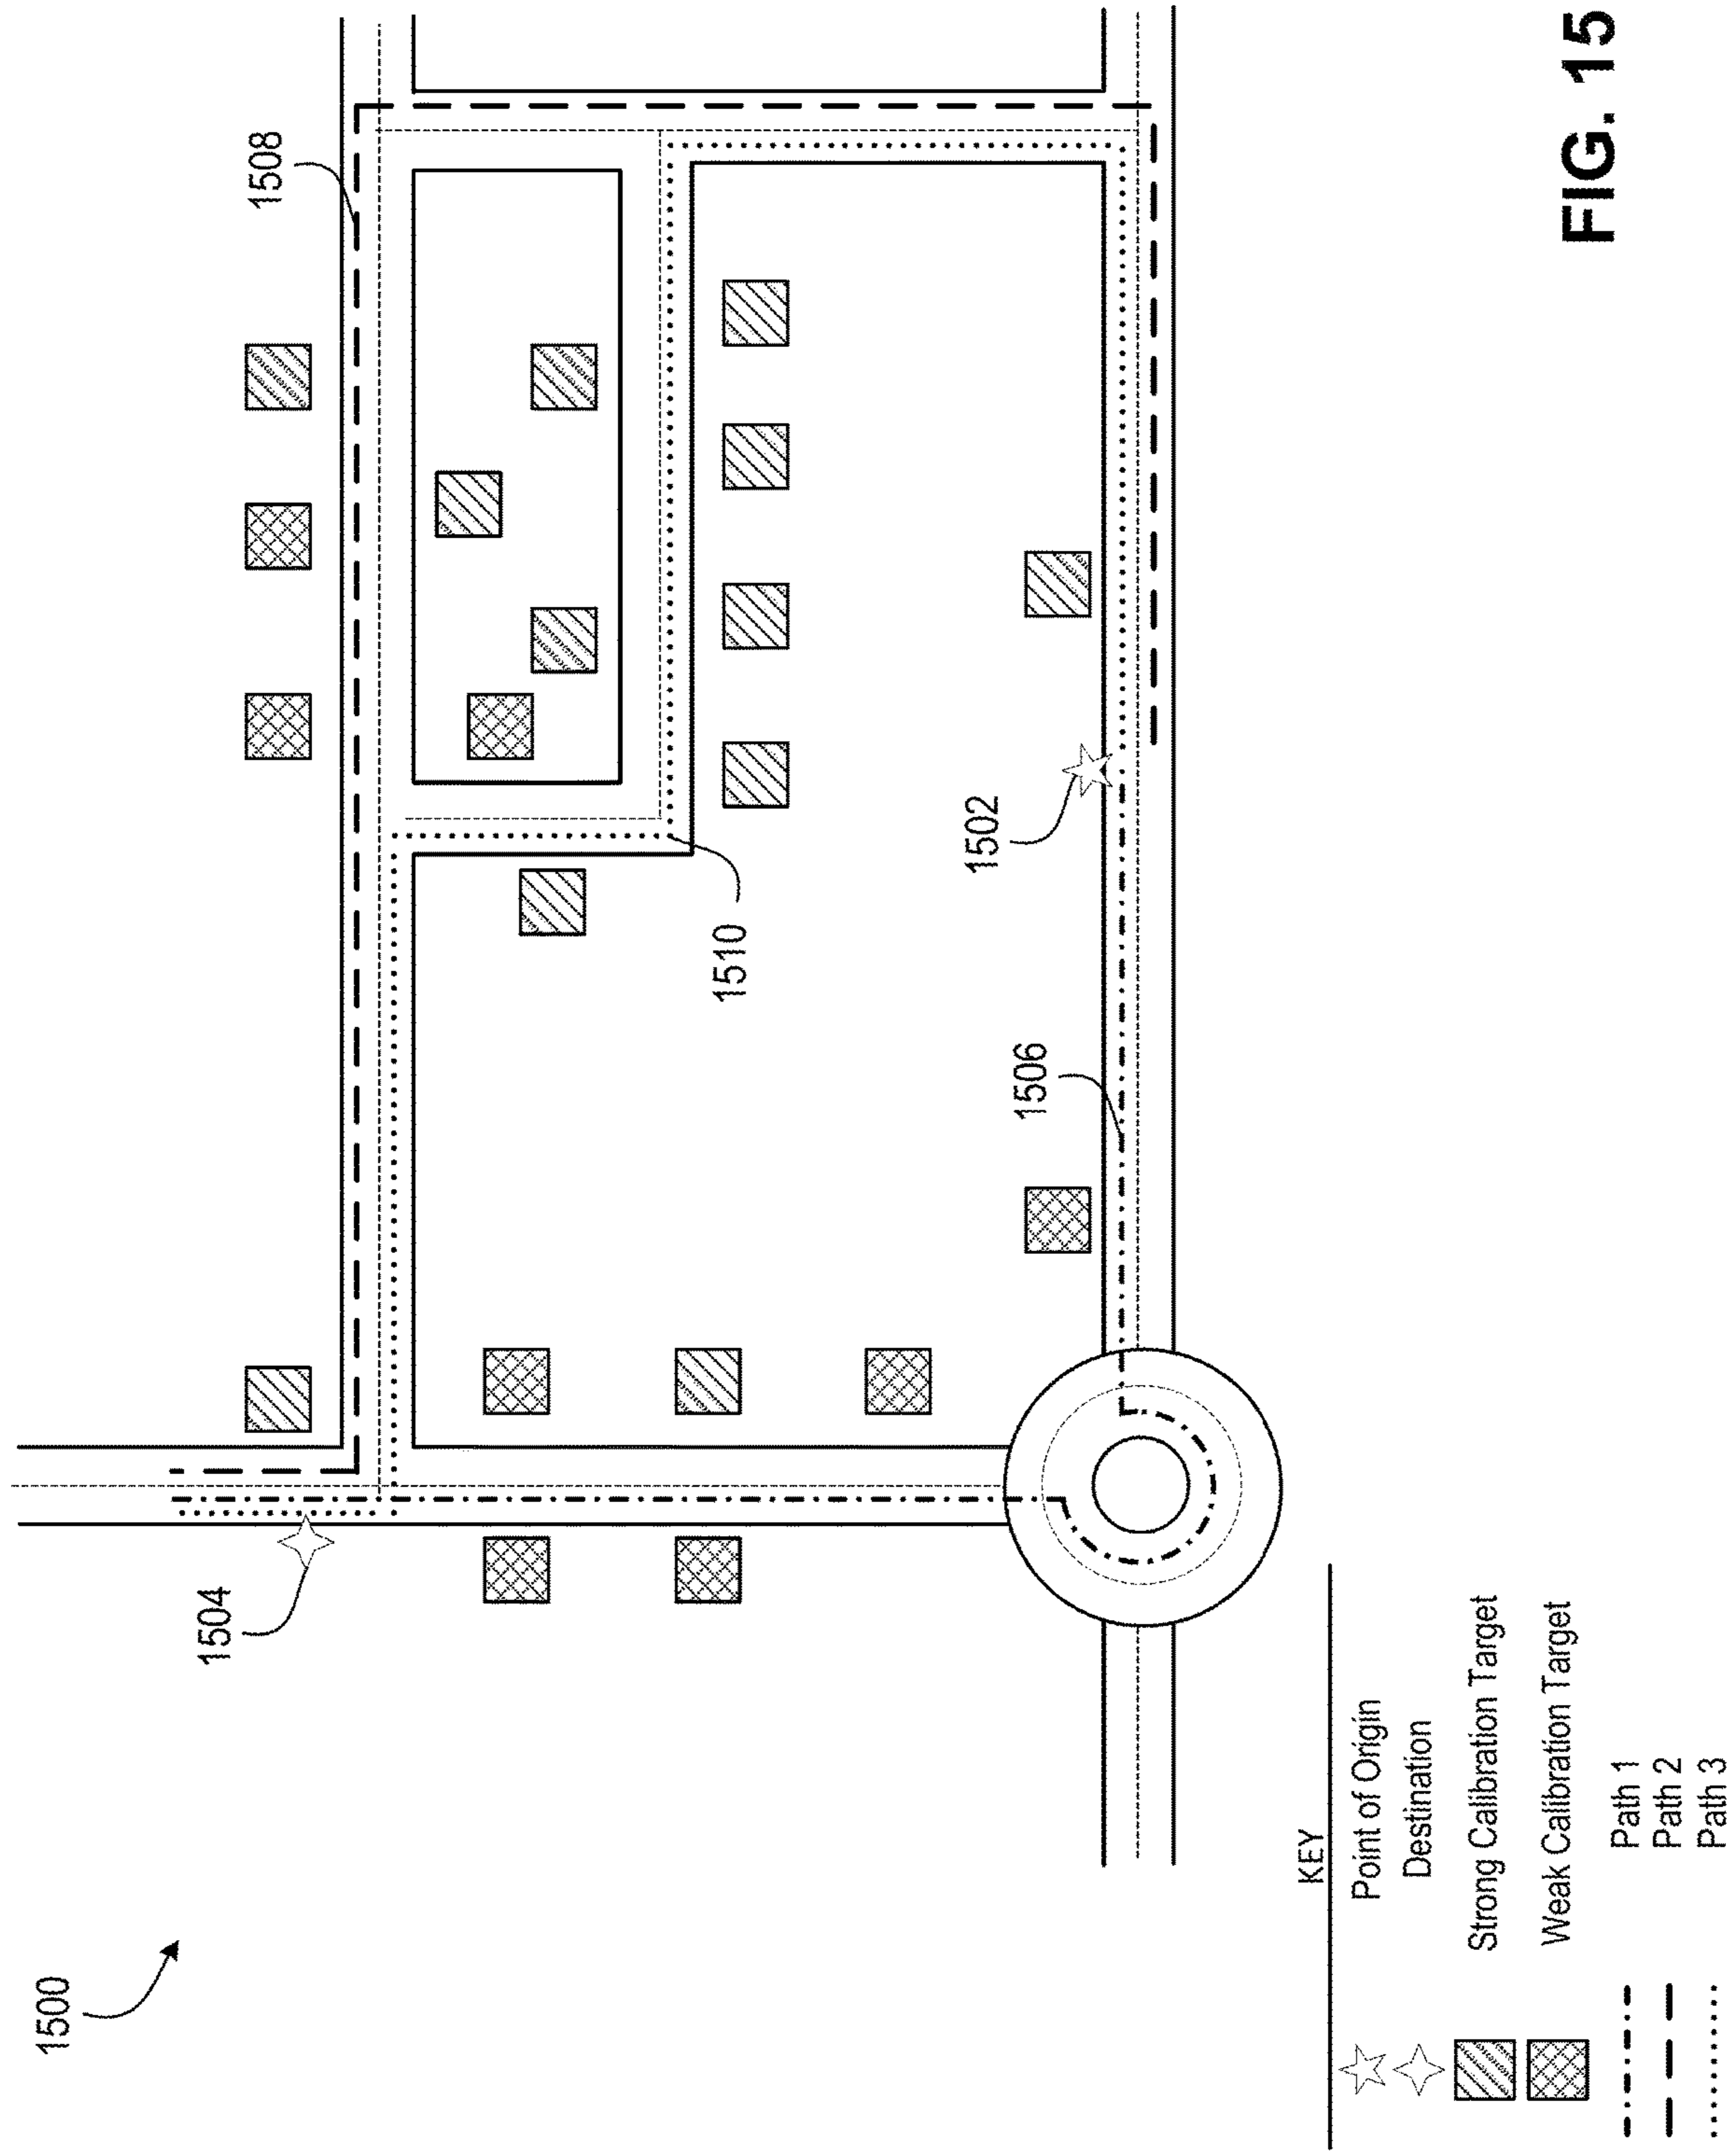 1500
1504
1508
1510
1502
1506
KEY
Point of Origin
Destination
Strong Calibration Target
Weak Calibration Target
Path 1
Path 2
Path 3
FIG. 15